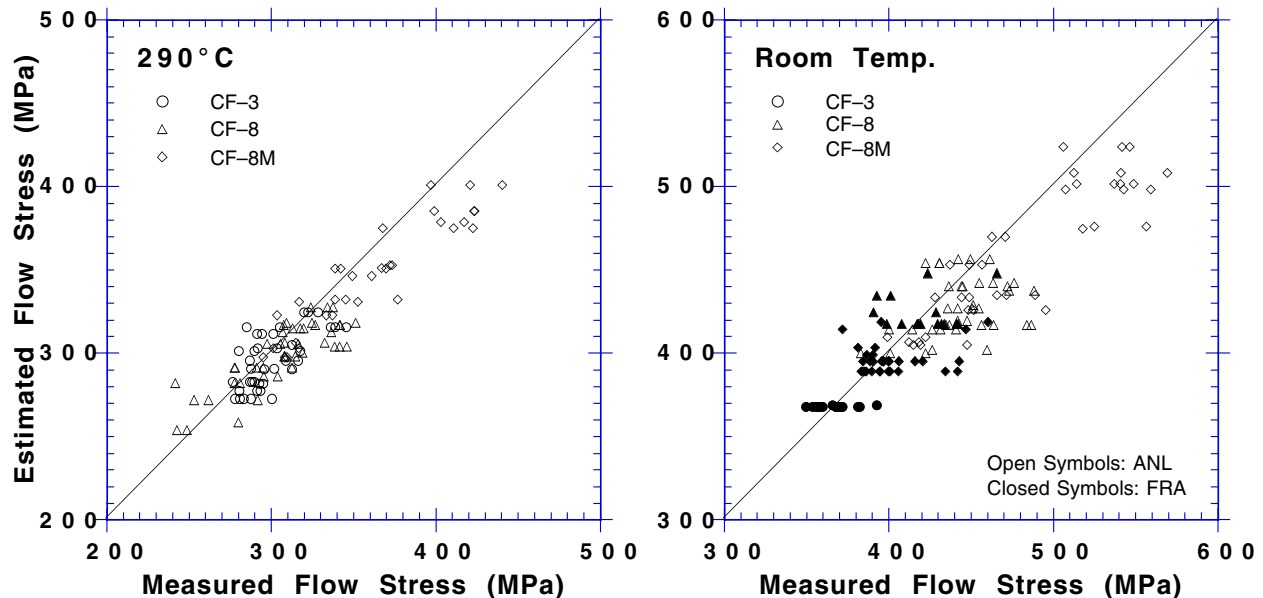 290°C
CF–3
CF–8
CF–8M
500
400
300
200
200
300
400
500
Estimated Flow Stress (MPa)
Measured Flow Stress (MPa)
Room Temp.
CF–3
CF–8
CF–8M
600
500
400
300
300
400
500
600
Open Symbols: ANL
Closed Symbols: FRA
Measured Flow Stress (MPa)